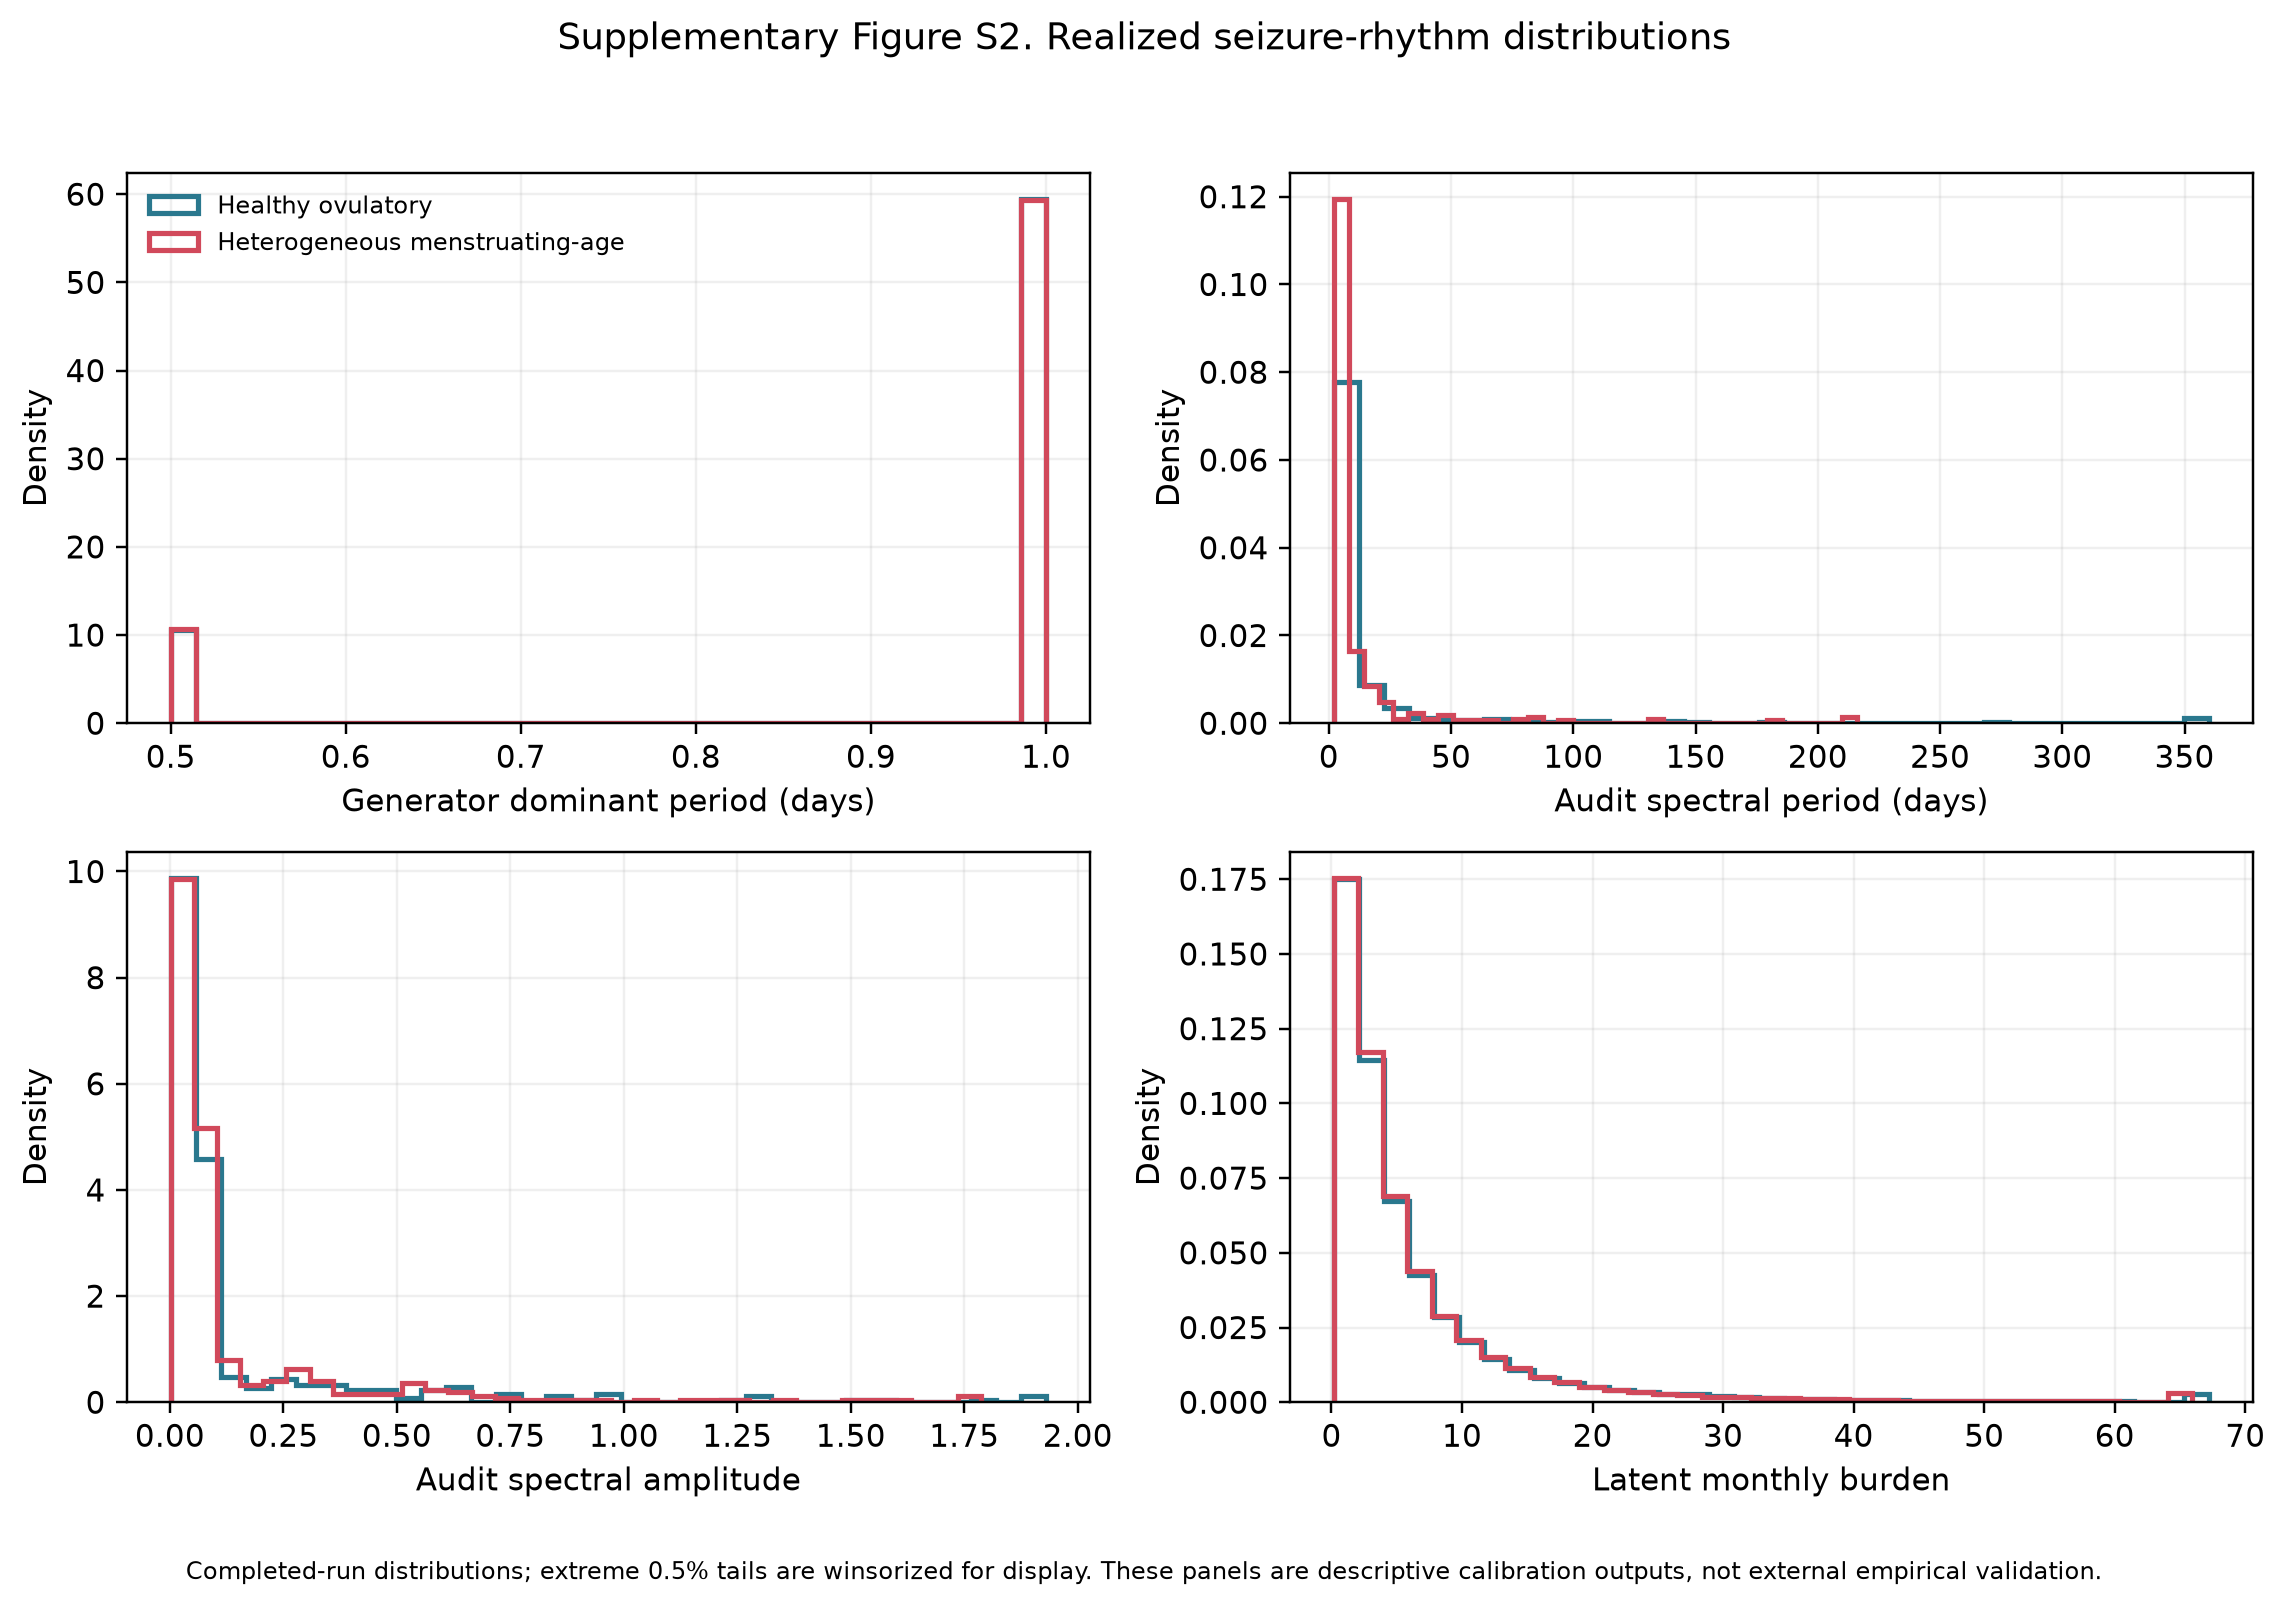 Supplementary Figure S2. Realized seizure-rhythm distributions
Healthy ovulatory
Heterogeneous menstruating-age
Density
60
50
40
30
20
10
0
0.5 0.6 0.7 0.8 0.9 1.0
Generator dominant period (days)
Density
0.12
0.10
0.08
0.06
0.04
0.02
0.00
0 50 100 150 200 250 300 350
Audit spectral period (days)
Density
10
8
6
4
2
0
0.00 0.25 0.50 0.75 1.00 1.25 1.50 1.75 2.00
Audit spectral amplitude
Density
0.175
0.150
0.125
0.100
0.075
0.050
0.025
0.000
0 10 20 30 40 50 60 70
Latent monthly burden
Completed-run distributions; extreme 0.5% tails are winsorized for display. These panels are descriptive calibration outputs, not external empirical validation.